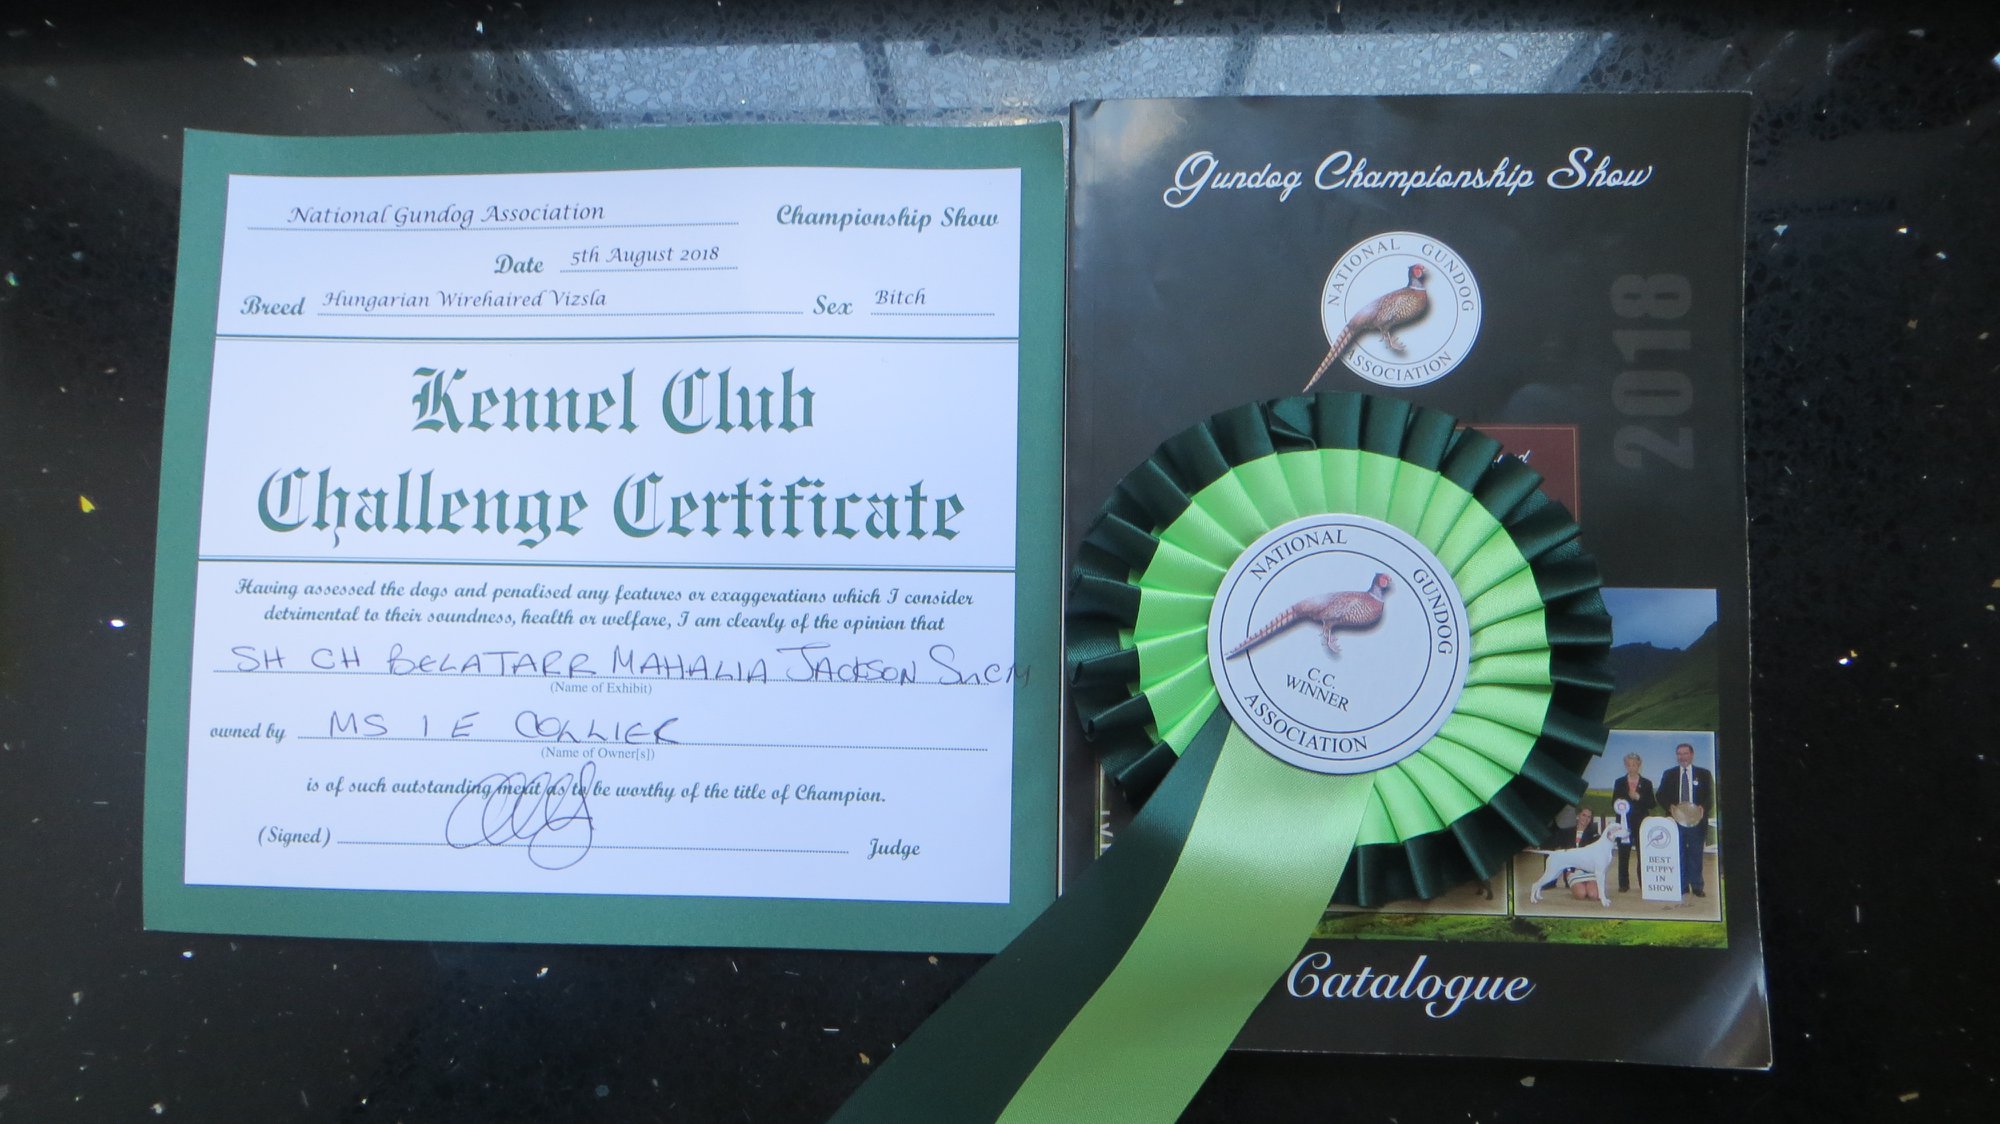 National Gundog Association Championship Show
Date 5th August 2018
Breed Hungarian Wirehaired Vizsla Sex Bitch
Kennel Club
Challenge Certificate
Having assessed the dogs and penalised any features or exaggerations which I consider
detrimental to their soundness, health or welfare, I am clearly of the opinion that
SH CH BELATARR MAHALIA JACKSON ShCM
(Name of Exhibit)
owned by MS I E COLLIER
(Name of Owner[s])
is of such outstanding merit as to be worthy of the title of Champion.
(Signed) Judge
Gundog Championship Show
NATIONAL GUNDOG
ASSOCIATION
2018
NATIONAL GUNDOG
C.C.
WINNER
ASSOCIATION
BEST
PUPPY
IN
SHOW
Catalogue